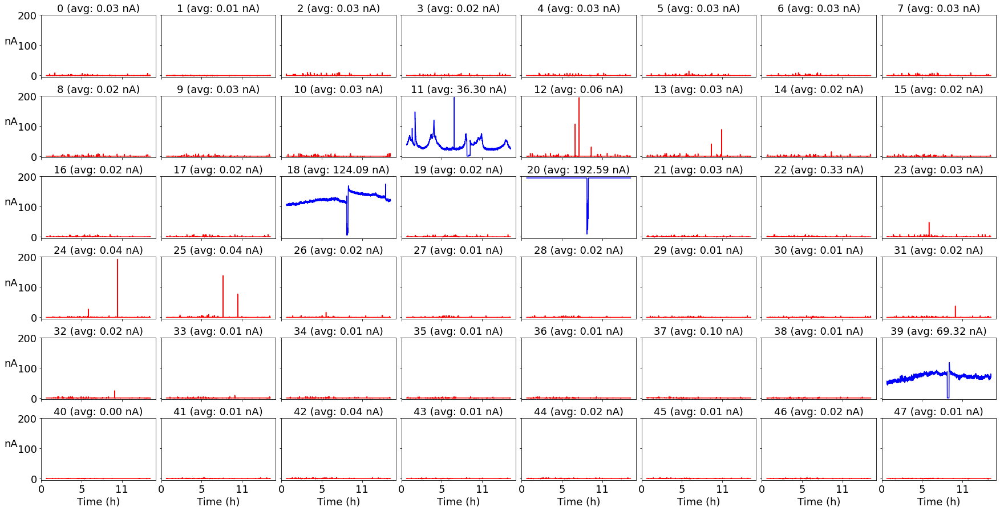 0 (avg: 0.03 nA) 1 (avg: 0.01 nA) 2 (avg: 0.03 nA) 3 (avg: 0.02 nA) 4 (avg: 0.03 nA) 5 (avg: 0.03 nA) 6 (avg: 0.03 nA) 7 (avg: 0.03 nA)
200
nA 100
0
8 (avg: 0.02 nA) 9 (avg: 0.03 nA) 10 (avg: 0.03 nA) 11 (avg: 36.30 nA) 12 (avg: 0.06 nA) 13 (avg: 0.03 nA) 14 (avg: 0.02 nA) 15 (avg: 0.02 nA)
200
nA 100
0
16 (avg: 0.02 nA) 17 (avg: 0.02 nA) 18 (avg: 124.09 nA) 19 (avg: 0.02 nA) 20 (avg: 192.59 nA) 21 (avg: 0.03 nA) 22 (avg: 0.33 nA) 23 (avg: 0.03 nA)
200
nA 100
0
24 (avg: 0.04 nA) 25 (avg: 0.04 nA) 26 (avg: 0.02 nA) 27 (avg: 0.01 nA) 28 (avg: 0.02 nA) 29 (avg: 0.01 nA) 30 (avg: 0.01 nA) 31 (avg: 0.02 nA)
200
nA 100
0
32 (avg: 0.02 nA) 33 (avg: 0.01 nA) 34 (avg: 0.01 nA) 35 (avg: 0.01 nA) 36 (avg: 0.01 nA) 37 (avg: 0.10 nA) 38 (avg: 0.01 nA) 39 (avg: 69.32 nA)
200
nA 100
0
40 (avg: 0.00 nA) 41 (avg: 0.01 nA) 42 (avg: 0.04 nA) 43 (avg: 0.01 nA) 44 (avg: 0.02 nA) 45 (avg: 0.01 nA) 46 (avg: 0.02 nA) 47 (avg: 0.01 nA)
200
nA 100
0
0 5 11 0 5 11 0 5 11 0 5 11 0 5 11 0 5 11 0 5 11 0 5 11
Time (h) Time (h) Time (h) Time (h) Time (h) Time (h) Time (h) Time (h)